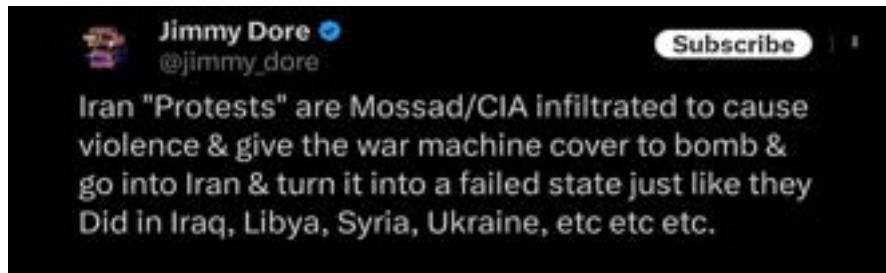 Jimmy Dore
Subscribe
@jimmy_dore
Iran "Protests" are Mossad/CIA infiltrated to cause
violence & give the war machine cover to bomb &
go into Iran & turn it into a failed state just like they
Did in Iraq, Libya, Syria, Ukraine, etc etc etc.